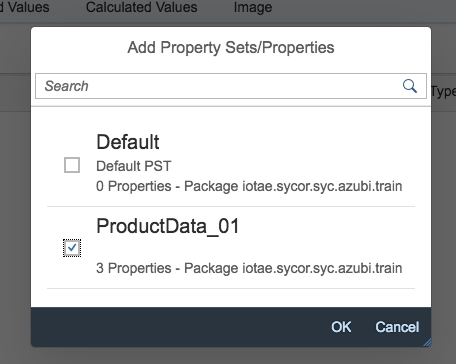 d Values Calculated Values Image
Add Property Sets/Properties
Search
Type
Default
Default PST
0 Properties - Package iotae.sycor.syc.azubi.train
ProductData_01
3 Properties - Package iotae.sycor.syc.azubi.train
OK Cancel